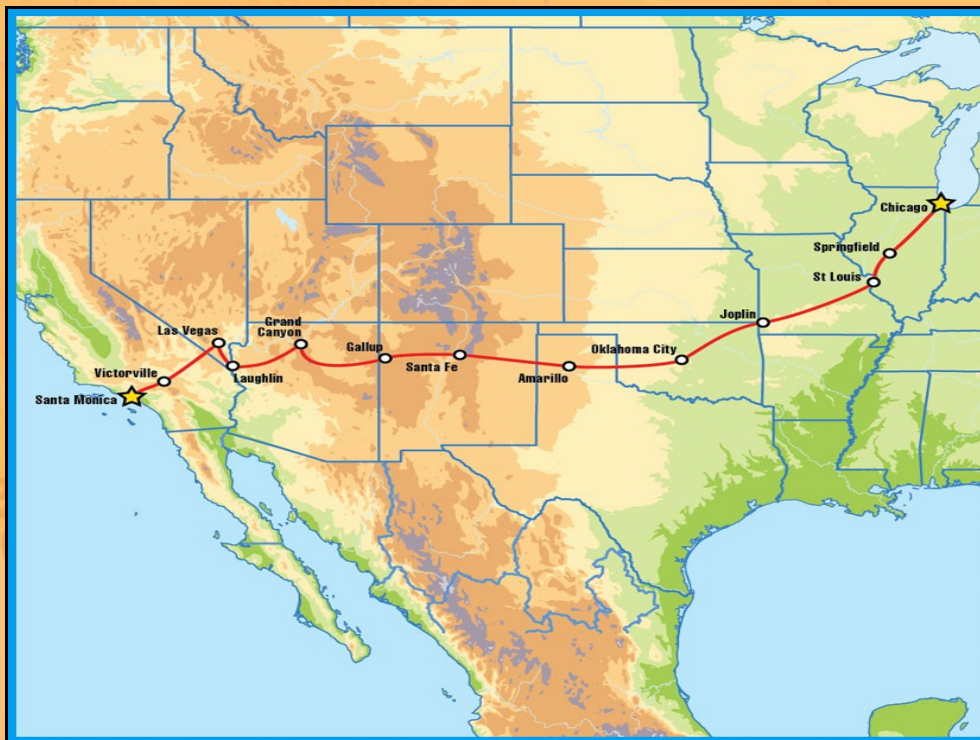 Chicago
Springfield
St Louis
Joplin
Las Vegas
Grand
Canyon
Gallup
Oklahoma City
Santa Fe
Victorville
Laughlin
Amarillo
Santa Monica